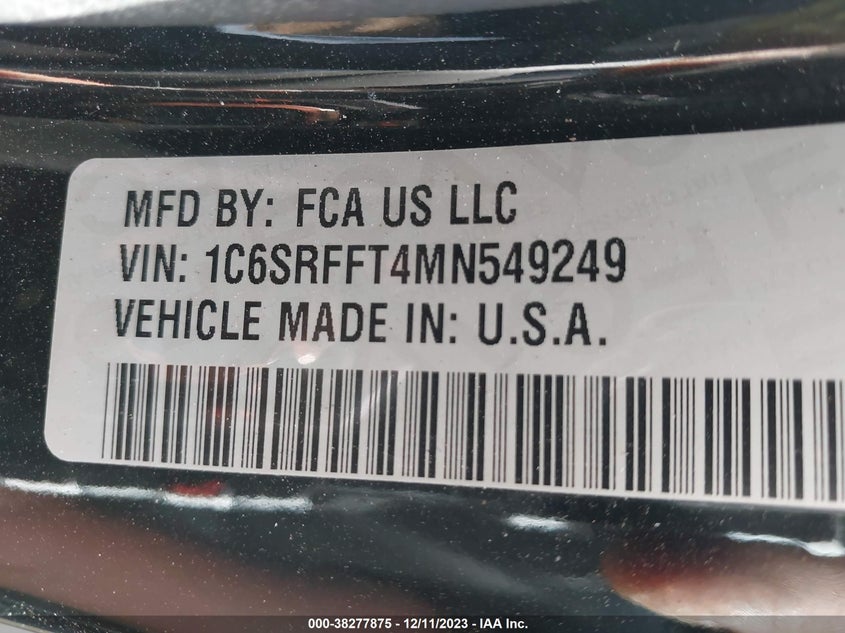 MFD BY: FCA US LLC
VIN: 1C6SRFFT4MN549249
VEHICLE MADE IN: U.S.A.
000-38277875 - 12/11/2023 - IAA Inc.